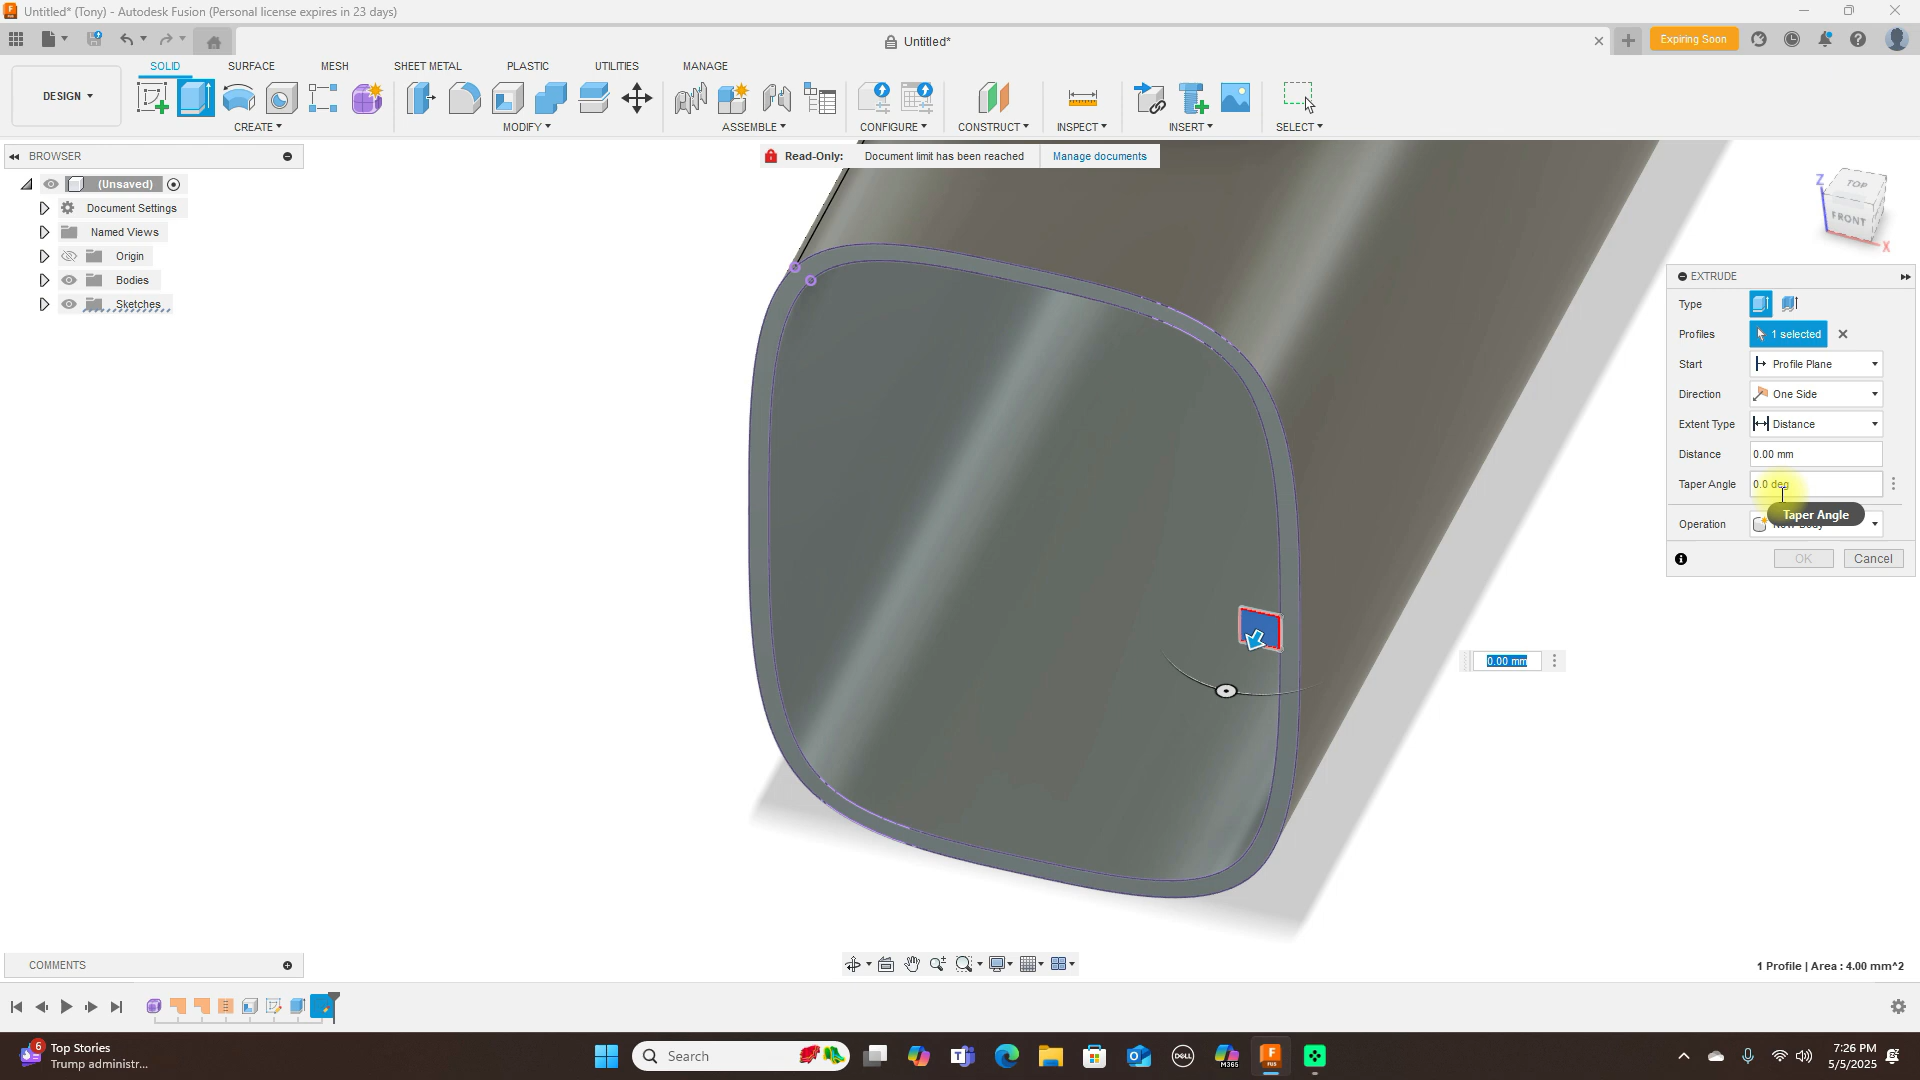 Untitled* (Tony) - Autodesk Fusion (Personal license expires in 23 days)
Untitled*
Expiring Soon
SOLID
SURFACE
MESH
SHEET METAL
PLASTIC
UTILITIES
MANAGE
DESIGN
CREATE
MODIFY
ASSEMBLE
CONFIGURE
CONSTRUCT
INSPECT
INSERT
SELECT
BROWSER
Read-Only:
Document limit has been reached
Manage documents
(Unsaved)
Document Settings
Named Views
Origin
Bodies
Sketches
Z
TOP
FRONT
X
EXTRUDE
Type
Profiles
1 selected
Start
Profile Plane
Direction
One Side
Extent Type
Distance
Distance
0.00 mm
Taper Angle
0.0 deg
Taper Angle
Operation
OK
Cancel
0.00 mm
COMMENTS
1 Profile | Area : 4.00 mm^2
6
Top Stories
Trump administr...
Search
DELL
M365
FUS
7:26 PM
5/5/2025